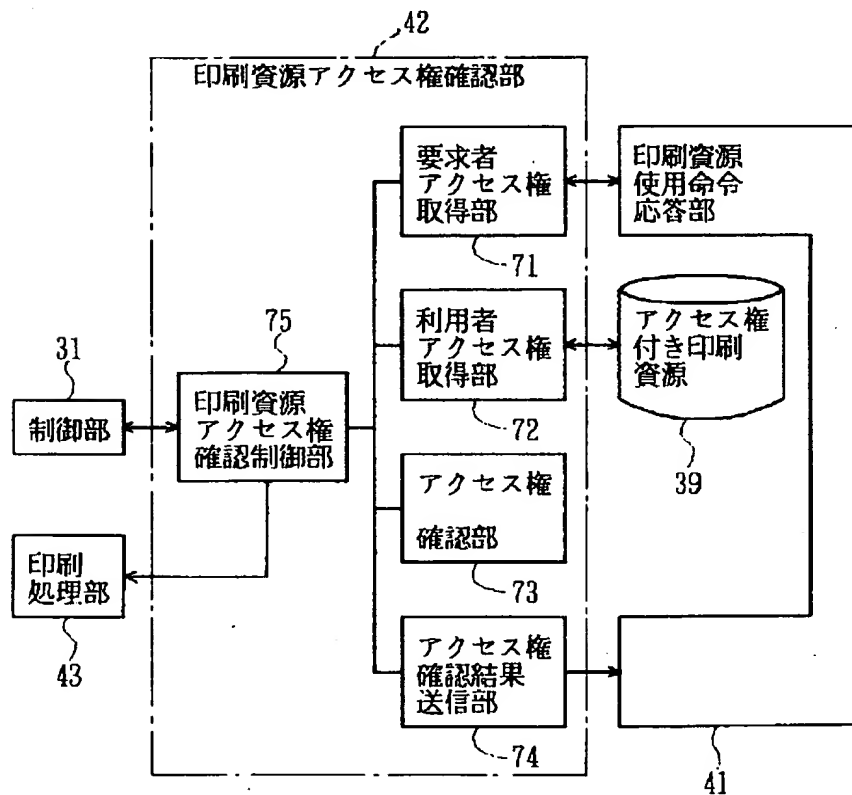 42
印刷資源アクセス権確認部
要求者
アクセス権
取得部
71
印刷資源
使用命令
応答部
75
31
制御部
印刷資源
アクセス権
確認制御部
利用者
アクセス権
取得部
72
アクセス権
付き印刷
資源
39
アクセス権
確認部
73
印刷
処理部
43
アクセス権
確認結果
送信部
74
41